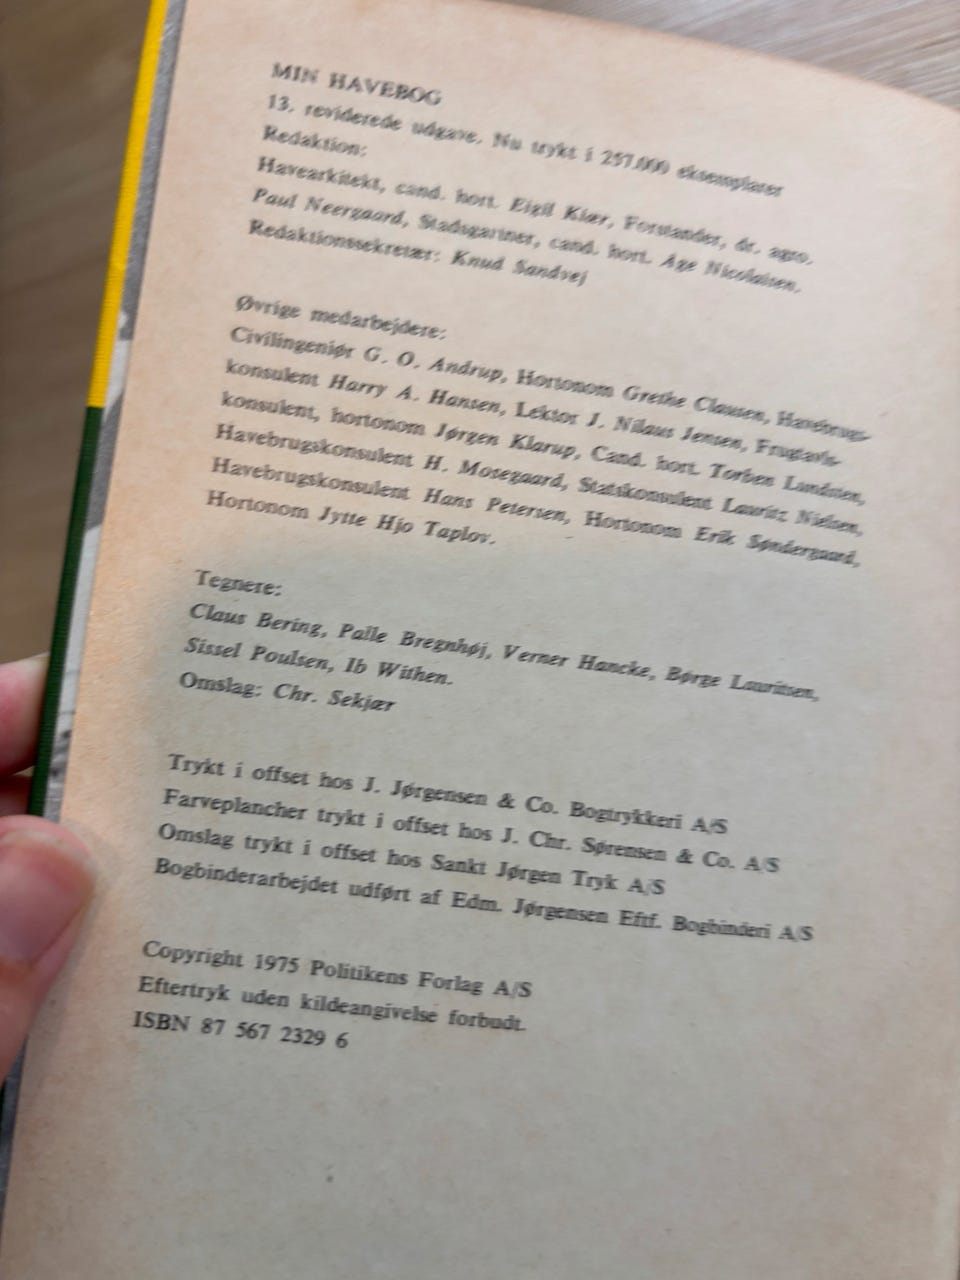 MIN HAVEBOG
13. reviderede udgave. Nu trykt i 257.000 eksemplarer
Redaktion:
Havearkitekt, cand. hort. Eigil Kiær, Forstander, dr. agro.
Paul Neergaard, Stadsgartner, cand. hort. Age Nicolaisen.
Redaktionssekretær: Knud Sandvej
Øvrige medarbejdere:
Civilingeniør G. O. Andrup, Hortonom Grethe Clausen, Havebrugs-
konsulent Harry A. Hansen, Lektor J. Nilaus Jensen, Frugtavls-
konsulent, hortonom Jørgen Klarup, Cand. hort. Torben Lundsten,
Havebrugskonsulent H. Mosegaard, Statskonsulent Lauritz Nielsen,
Havebrugskonsulent Hans Petersen, Hortonom Erik Søndergaard,
Hortonom Jytte Hjo Taplov.
Tegnere:
Claus Bering, Palle Bregnhøj, Verner Hancke, Børge Lauritsen,
Sissel Poulsen, Ib Withen.
Omslag: Chr. Sekjær
Trykt i offset hos J. Jørgensen & Co. Bogtrykkeri A/S
Farveplancher trykt i offset hos J. Chr. Sørensen & Co. A/S
Omslag trykt i offset hos Sankt Jørgen Tryk A/S
Bogbinderarbejdet udført af Edm. Jørgensen Eftf. Bogbinderi A/S
Copyright 1975 Politikens Forlag A/S
Eftertryk uden kildeangivelse forbudt.
ISBN 87 567 2329 6